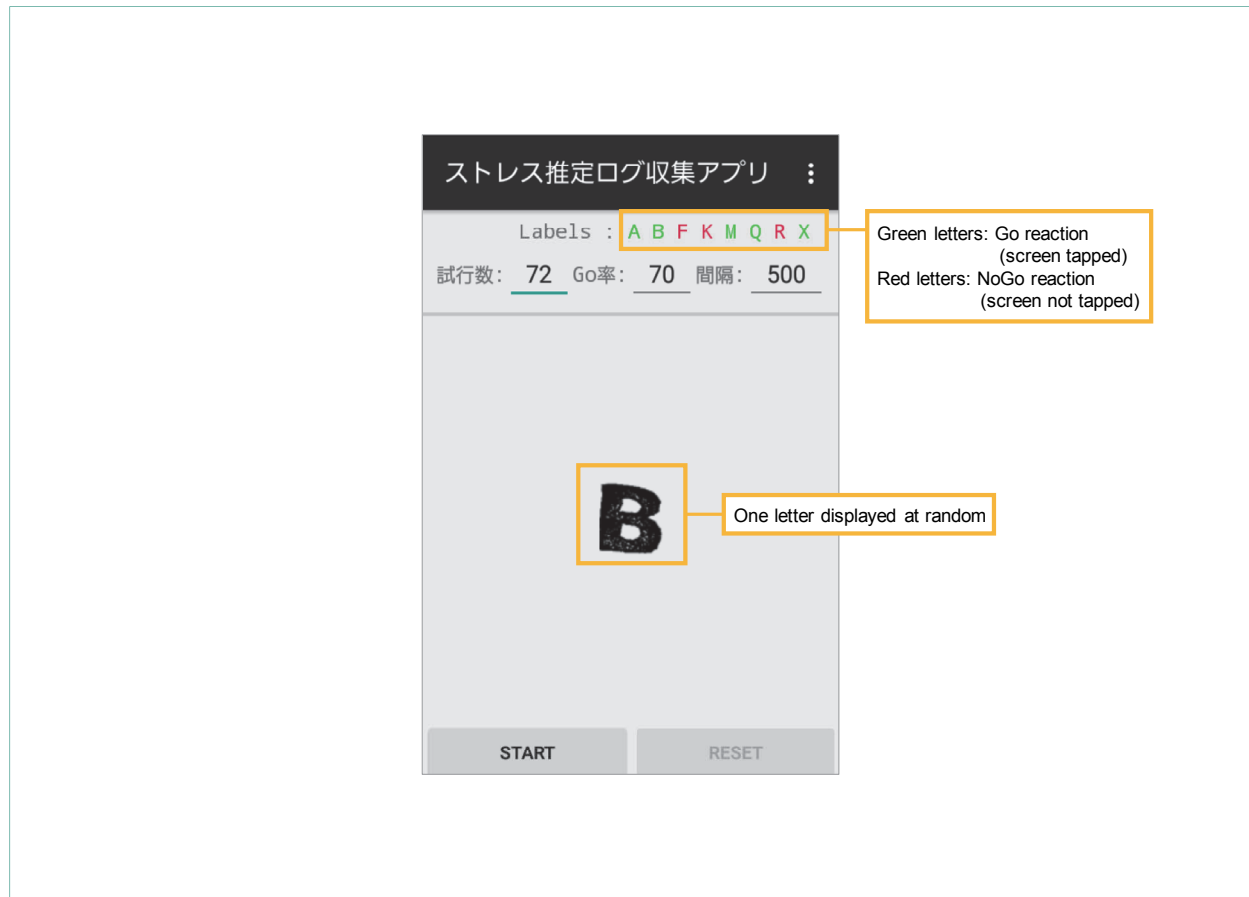 ストレス推定ログ収集アプリ
Labels : A B F K M Q R X
試行数: 72 Go率: 70 間隔: 500
Green letters: Go reaction
(screen tapped)
Red letters: NoGo reaction
(screen not tapped)
B
One letter displayed at random
START RESET